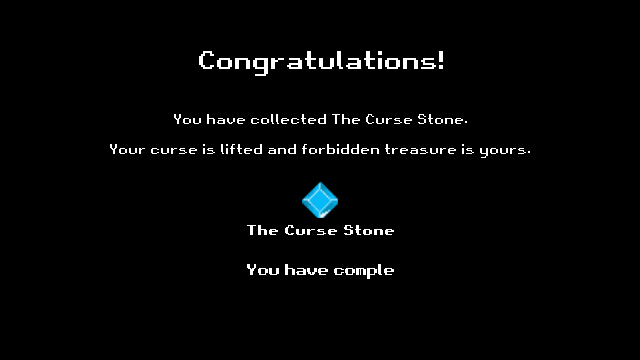 Congratulations!
You have collected The Curse Stone.
Your curse is lifted and forbidden treasure is yours.
The Curse Stone
You have comple